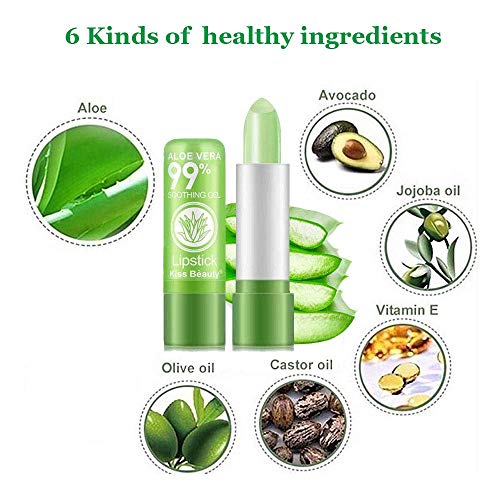 6 Kinds of healthy ingredients
Aloe
Avocado
ALOE VERA
99%
SOOTHING GEL
Lipstick
Kiss Beauty®
Jojoba oil
Vitamin E
Olive oil
Castor oil